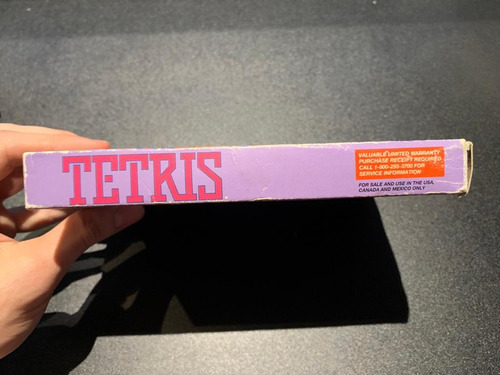 TETRIS
VALUABLE LIMITED WARRANTY
PURCHASE RECEIPT REQUIRED
CALL 1-800-255-3700 FOR
SERVICE INFORMATION
FOR SALE AND USE IN THE USA,
CANADA AND MEXICO ONLY